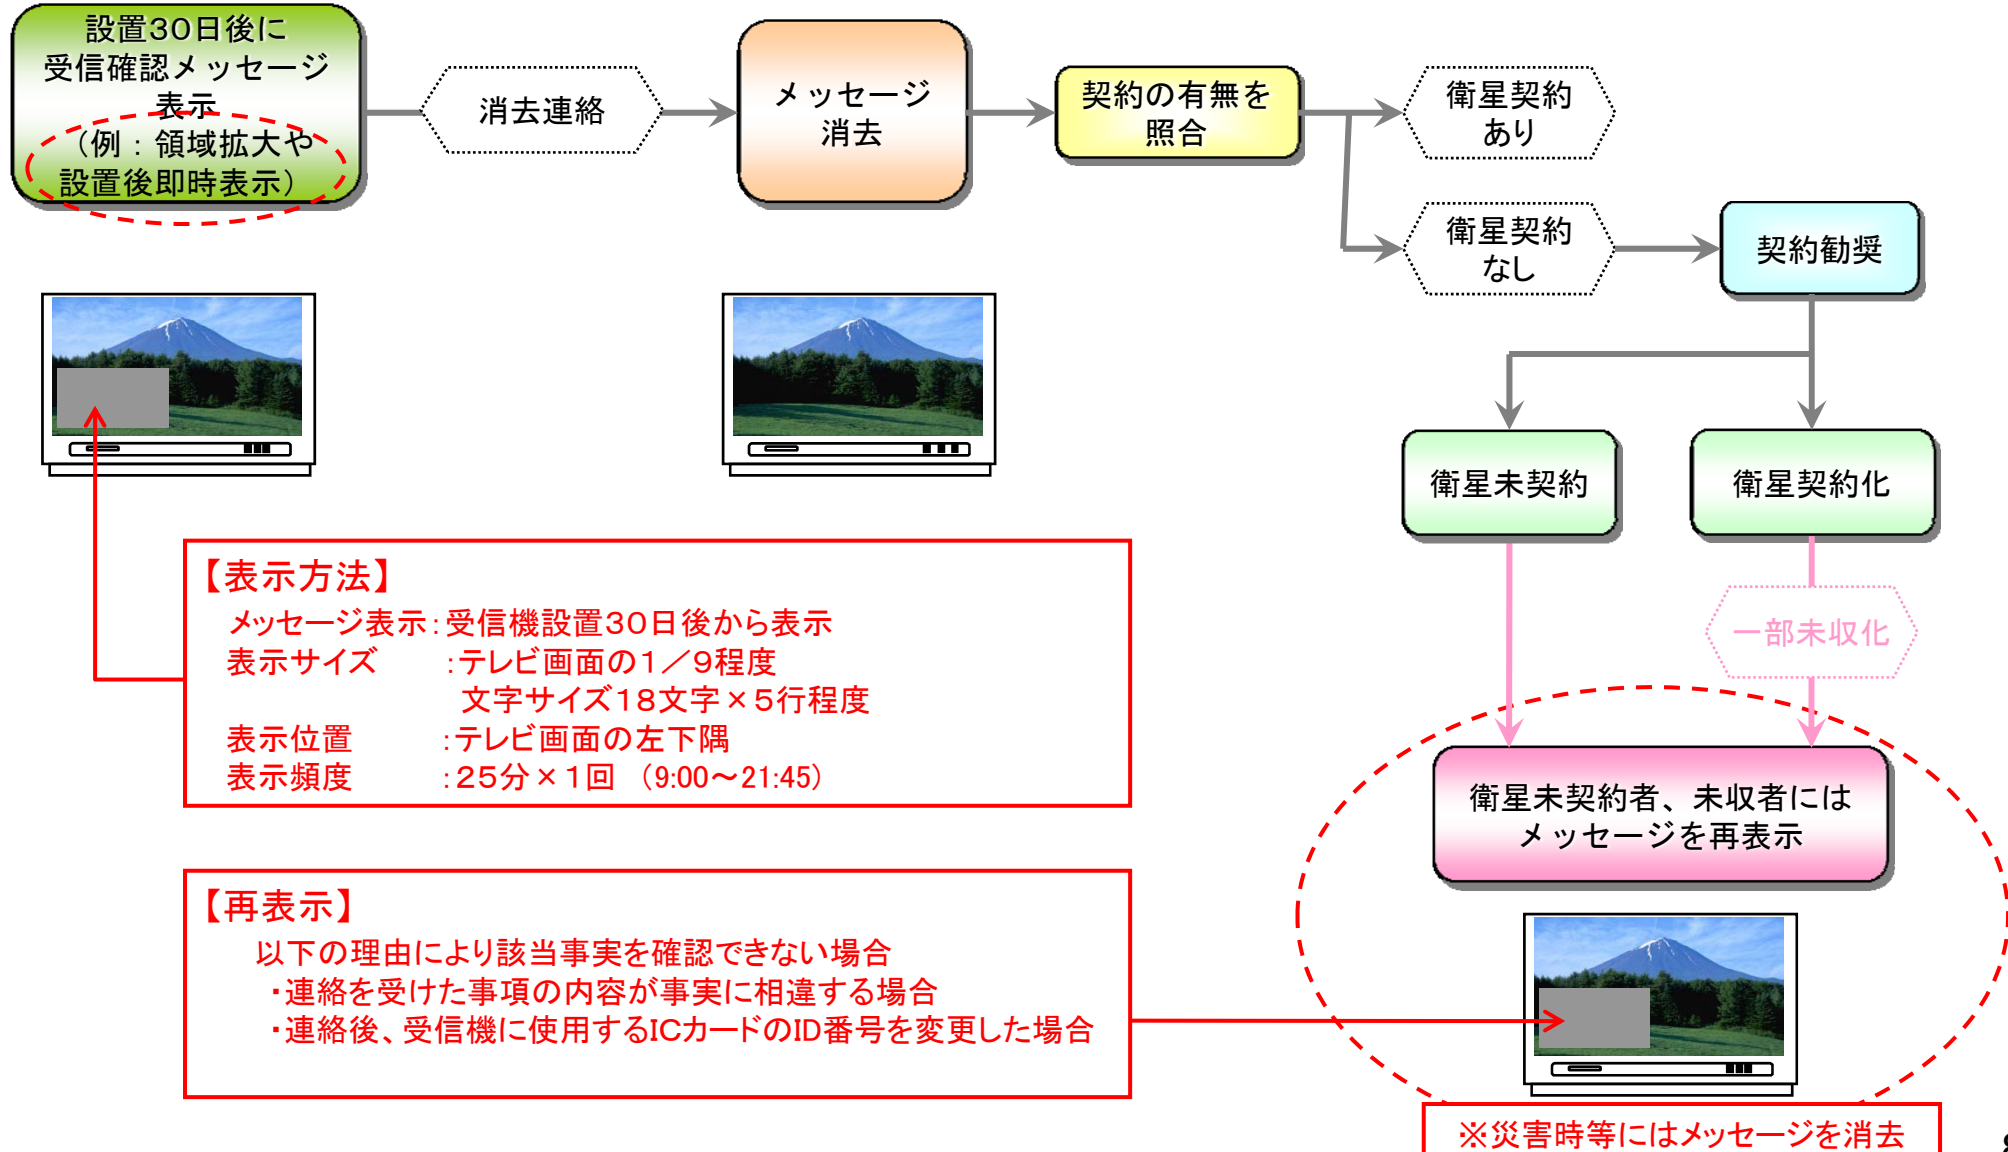 設置30日後に
受信確認メッセージ
表示
（例：領域拡大や
設置後即時表示）
消去連絡
メッセージ
消去
契約の有無を
照合
衛星契約
あり
衛星契約
なし
契約勧奨
衛星未契約
衛星契約化
一部未収化
【表示方法】
メッセージ表示：受信機設置30日後から表示
表示サイズ　　：テレビ画面の1／9程度
文字サイズ18文字×5行程度
表示位置　　　：テレビ画面の左下隅
表示頻度　　　：25分×1回 （9:00～21:45）
衛星未契約者、未収者には
メッセージを再表示
【再表示】
以下の理由により該当事実を確認できない場合
・連絡を受けた事項の内容が事実に相違する場合
・連絡後、受信機に使用するICカードのID番号を変更した場合
※災害時等にはメッセージを消去